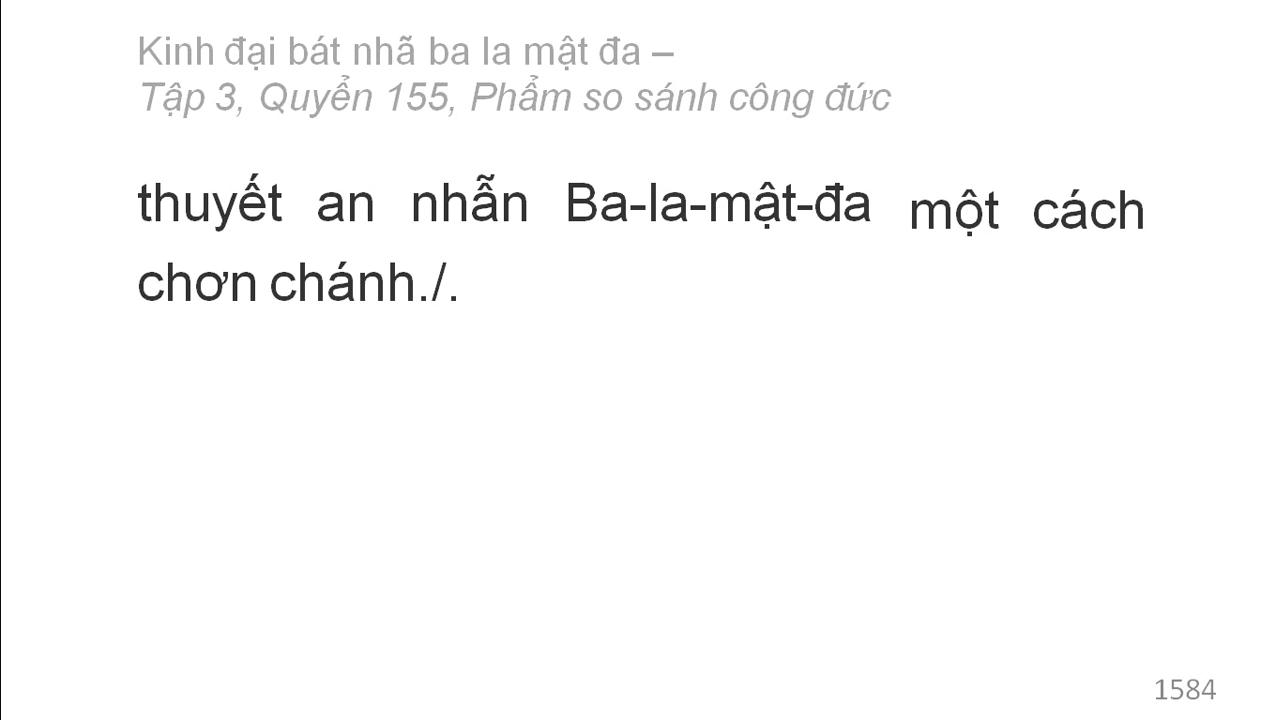 Kinh đại bát nhã ba la mật đa –
Tập 3, Quyển 155, Phẩm so sánh công đức
thuyết an nhẫn Ba-la-mật-đa một cách
chơn chánh./.
1584